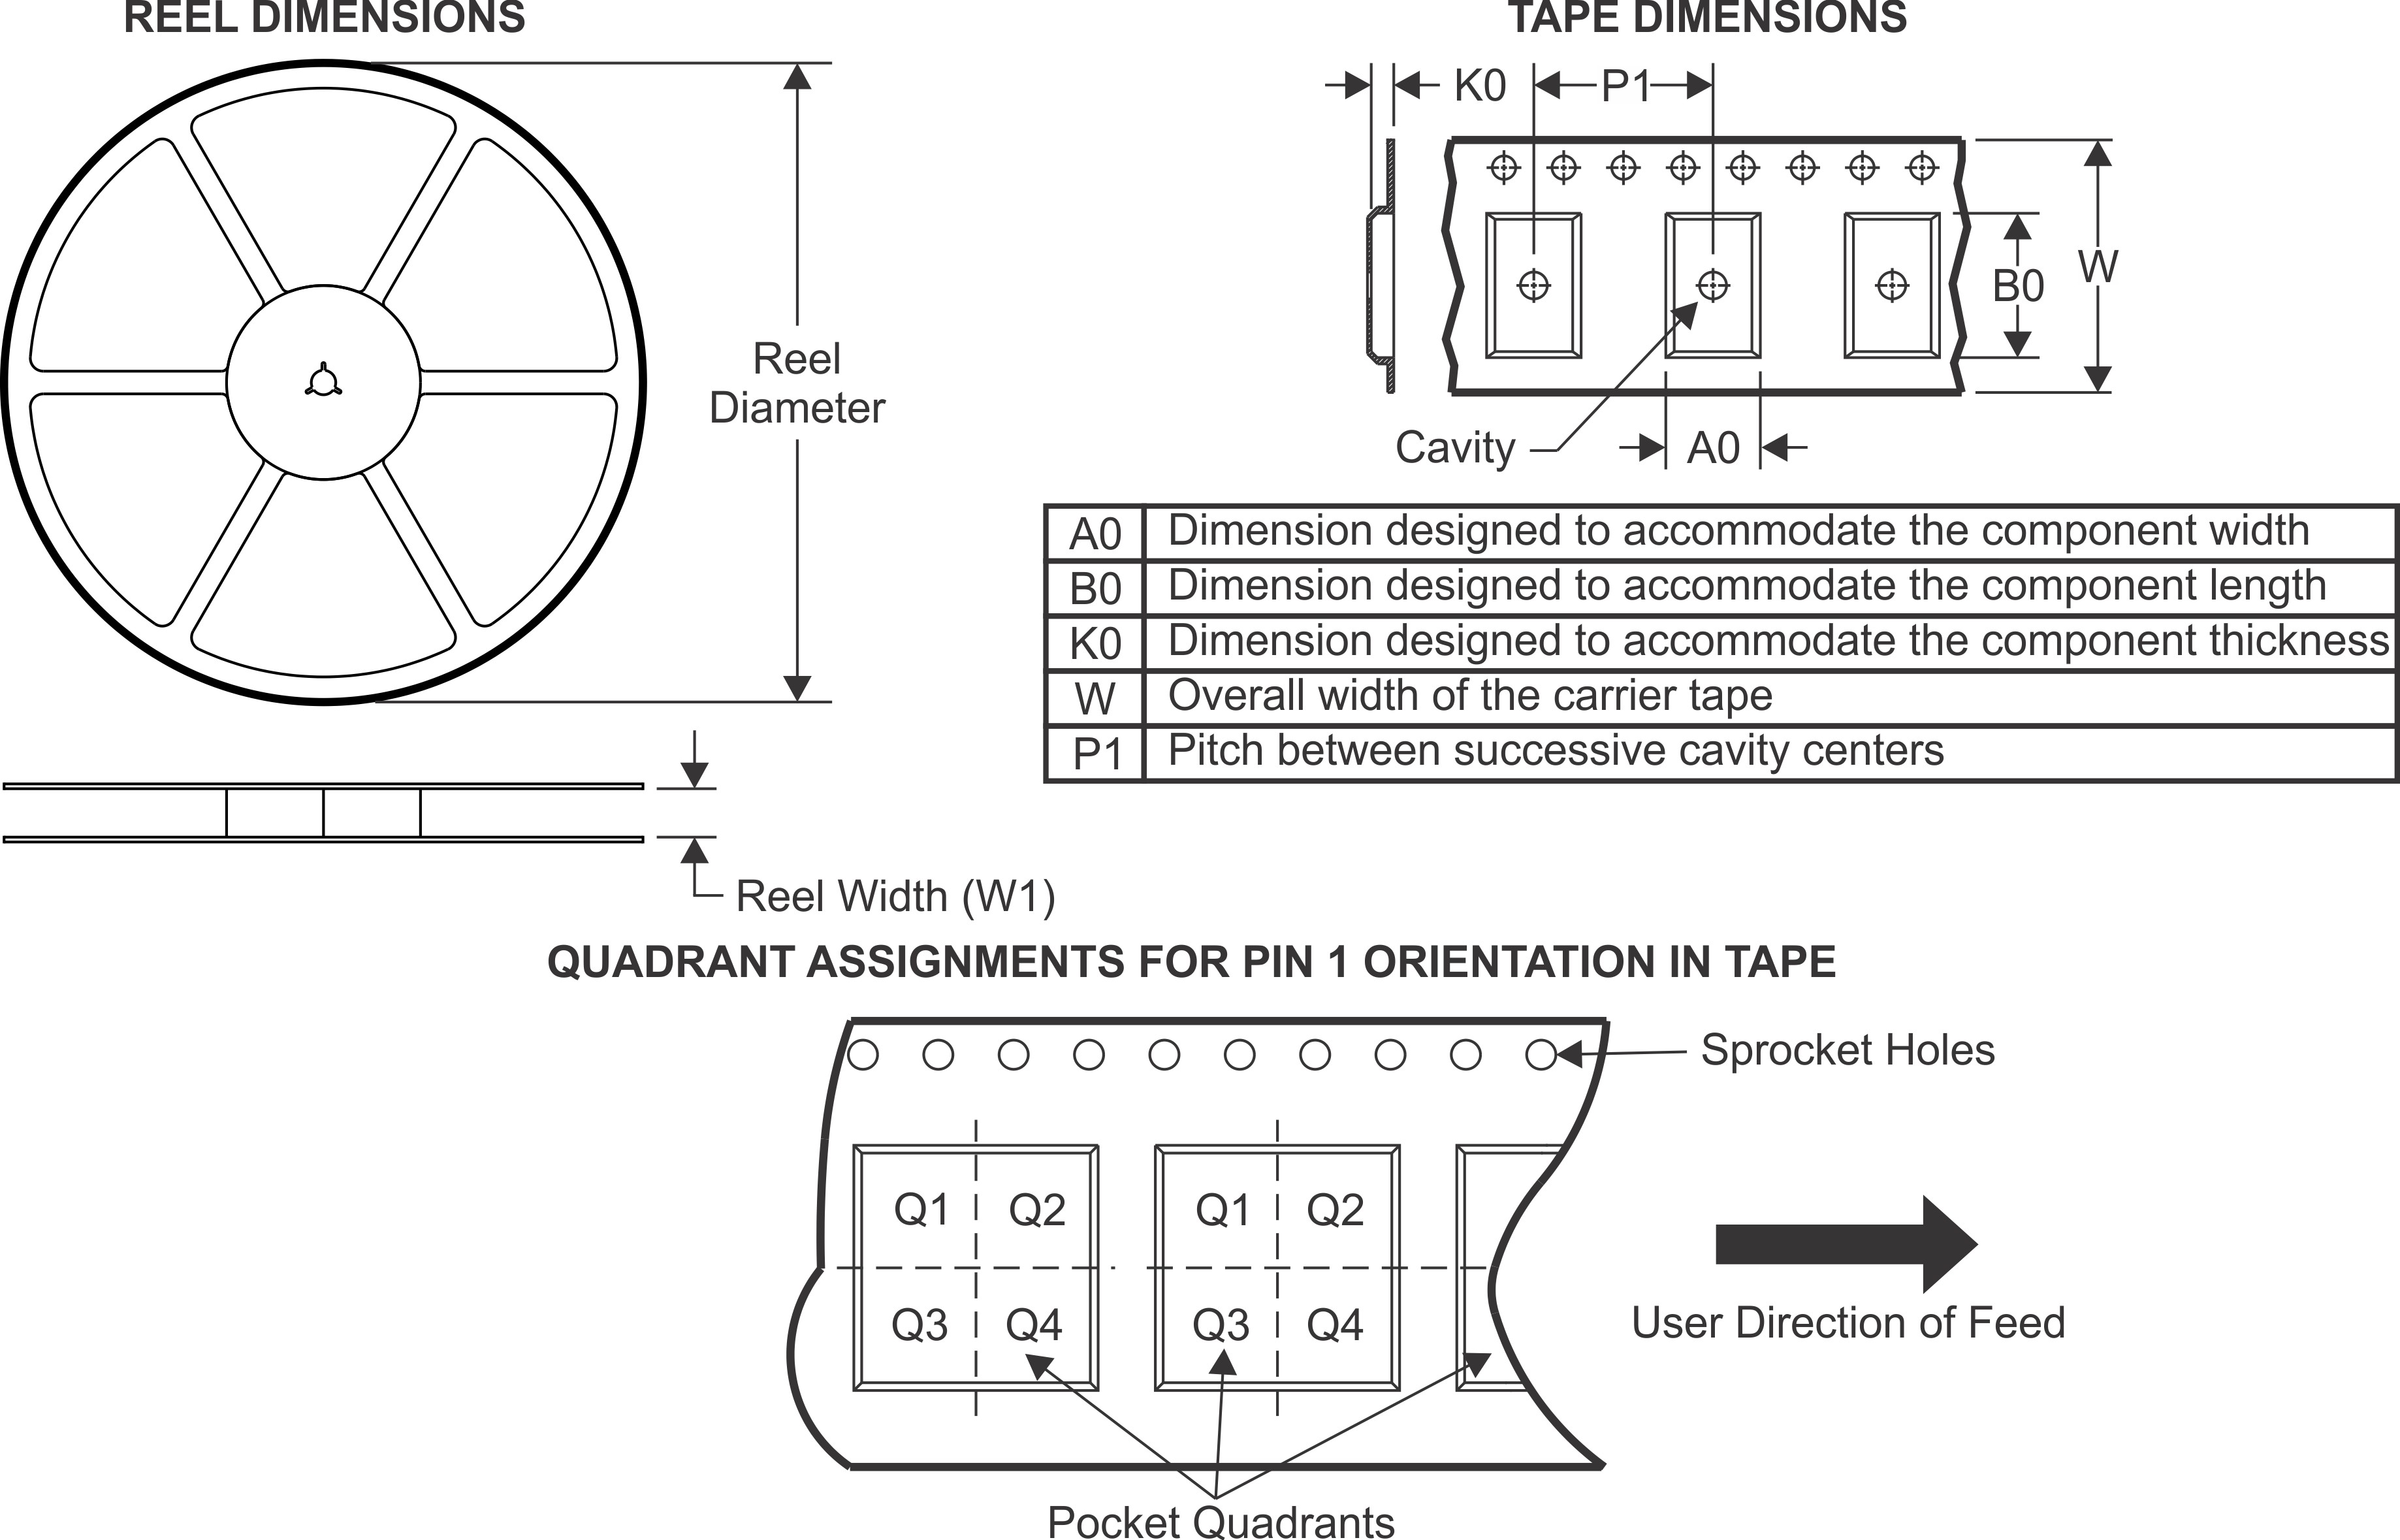 REEL DIMENSIONS
Reel
Diameter
Reel Width (W1)
TAPE DIMENSIONS
K0
P1
B0
W
Cavity
A0
A0 Dimension designed to accommodate the component width
B0 Dimension designed to accommodate the component length
K0 Dimension designed to accommodate the component thickness
W Overall width of the carrier tape
P1 Pitch between successive cavity centers
QUADRANT ASSIGNMENTS FOR PIN 1 ORIENTATION IN TAPE
Sprocket Holes
Q1 Q2 Q1 Q2
Q3 Q4 Q3 Q4
User Direction of Feed
Pocket Quadrants